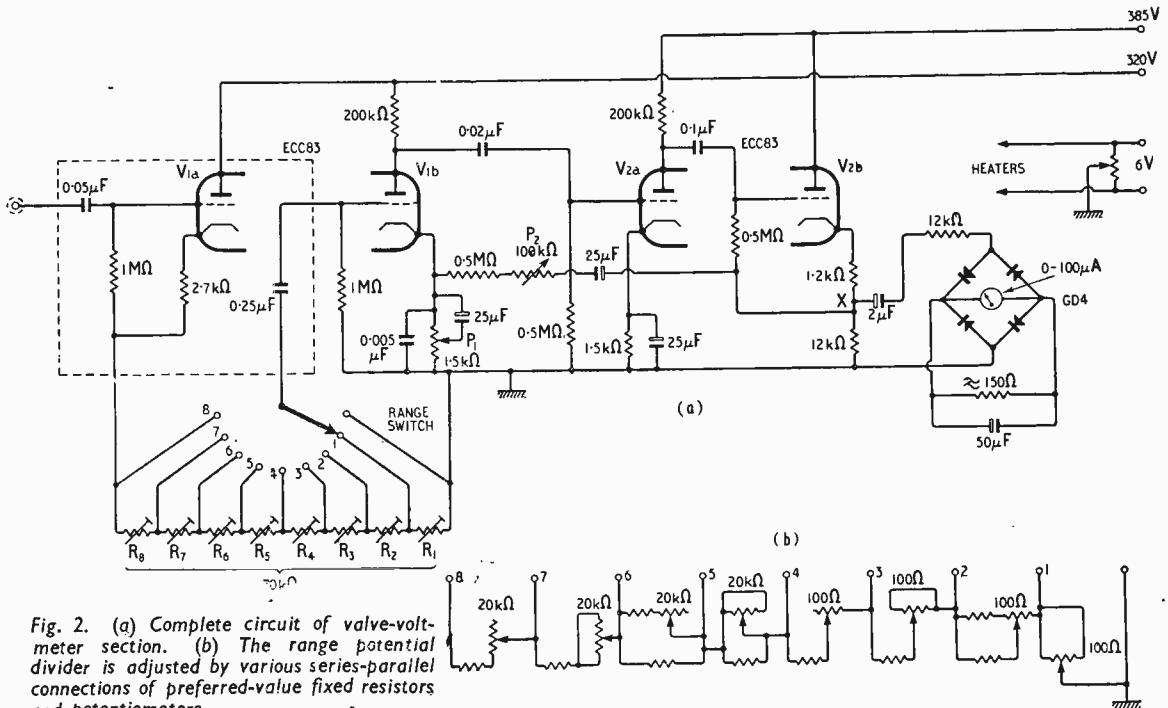 385V
320V
200kΩ
200kΩ
0·02μF
0·1μF
ECC83
ECC83
V1a
V1b
V2a
V2b
HEATERS
6V
0·05μF
1MΩ
2·7kΩ
0·25μF
1MΩ
0·5MΩ
P2
100kΩ
25μF
0·5MΩ
12kΩ
1·2kΩ
X
2μF
0-100μA
GD4
0·005
μF
25μF
P1
1·5kΩ
0·5MΩ
1·5kΩ
25μF
12kΩ
≈ 150Ω
50μF
(a)
RANGE
SWITCH
8
7
6
5
4
3
2
1
R8
R7
R6
R5
R4
R3
R2
R1
(b)
8
7
6
5
4
3
2
1
20kΩ
20kΩ
20kΩ
20kΩ
100Ω
100Ω
100Ω
100Ω
Fig. 2. (a) Complete circuit of valve-volt-
meter section. (b) The range potential
divider is adjusted by various series-parallel
connections of preferred-value fixed resistors